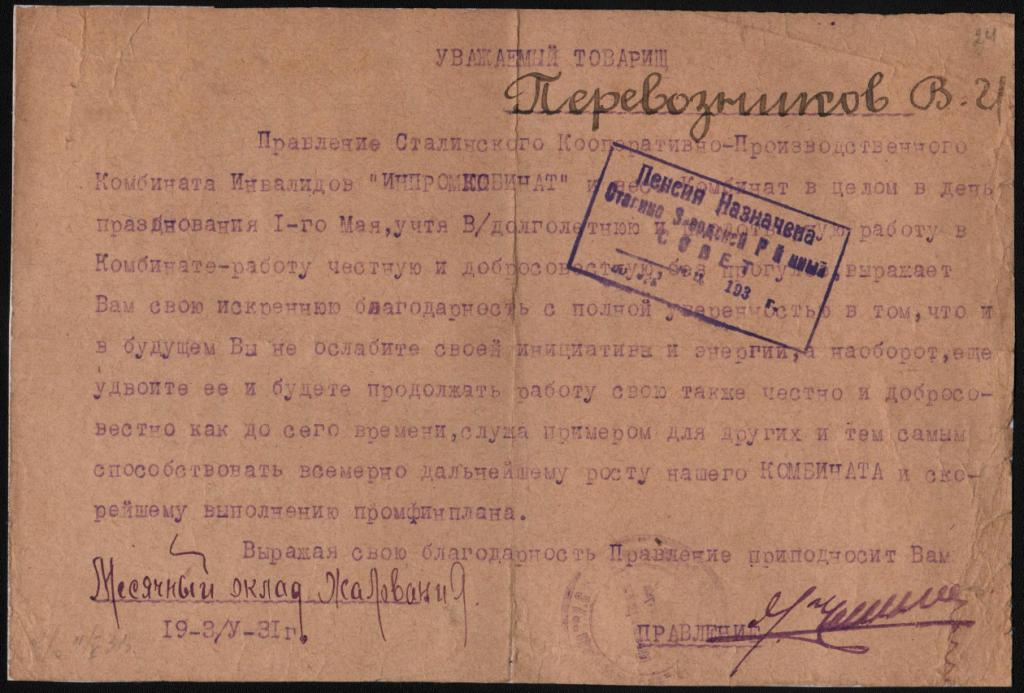 24
УВАЖАЕМЫЙ ТОВАРИЩ
Перевозников В. И
Правление Сталинского Кооперативно-Производственного
Комбината Инвалидов "ИНПРОМКОБИНАТ" и весь Комбинат в целом в день
празднования I-го Мая,учтя В/долголетнюю и работу в
Комбинате-работу честную и добросовестную,без прогулов,выражает
Вам свою искреннюю благодарность с полной уверенностью в том,что и
в будущем Вы не ослабите своей инициативы и энергии,а наоборот,еще
удвоите ее и будете продолжать работу свою также честно и добросо-
вестно как до сего времени,служа примером для других и тем самым
способствовать всемерно дальнейшему росту нашего КОМБИНАТА и ско-
рейшему выполнению промфинплана.
Выражая свою благодарность Правление приподносит Вам
Месячный оклад жалования.
19-3/У-31г.
ПРАВЛЕНИЕ
Пенсия Назначена
СОВЕТ
193 г.